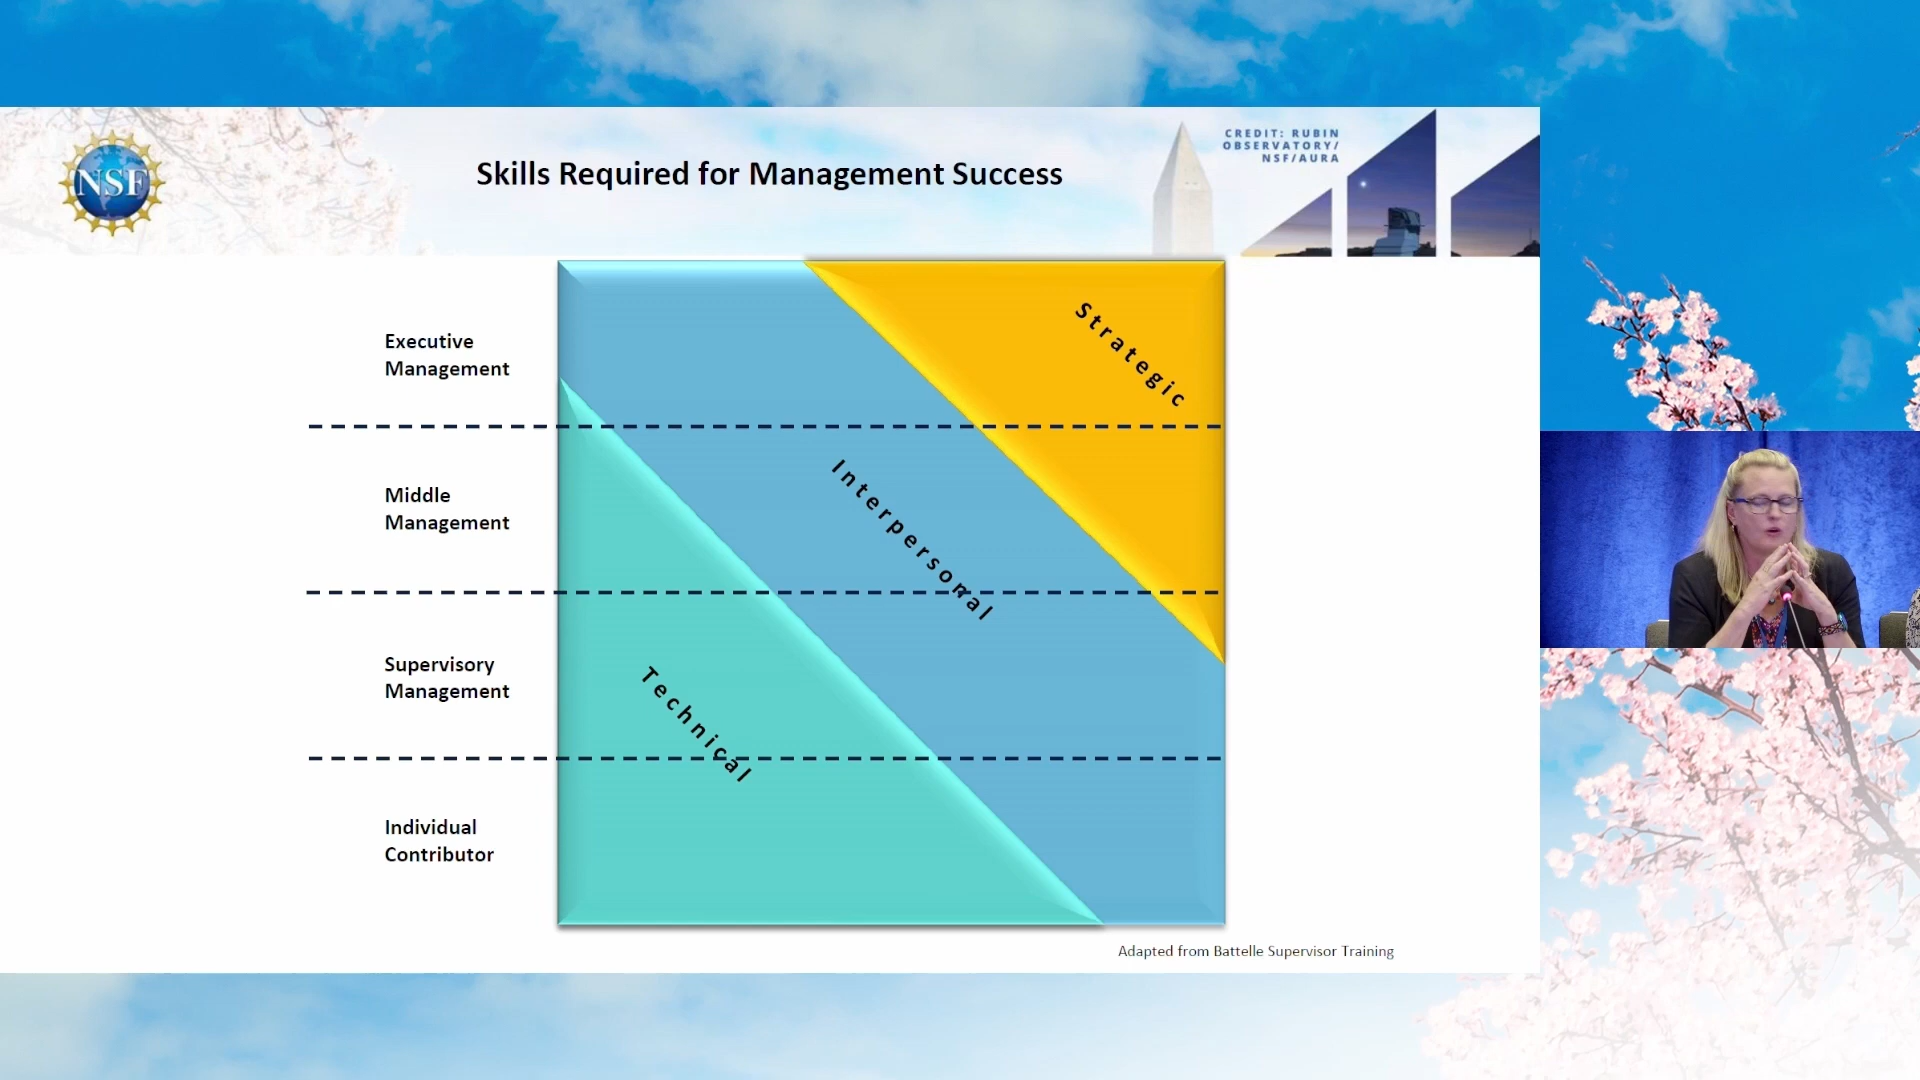 NSF
Skills Required for Management Success
CREDIT: RUBIN
OBSERVATORY/
NSF/AURA
Strategic
Executive
Management
Interpersonal
Middle
Management
Technical
Supervisory
Management
Individual
Contributor
Adapted from Battelle Supervisor Training